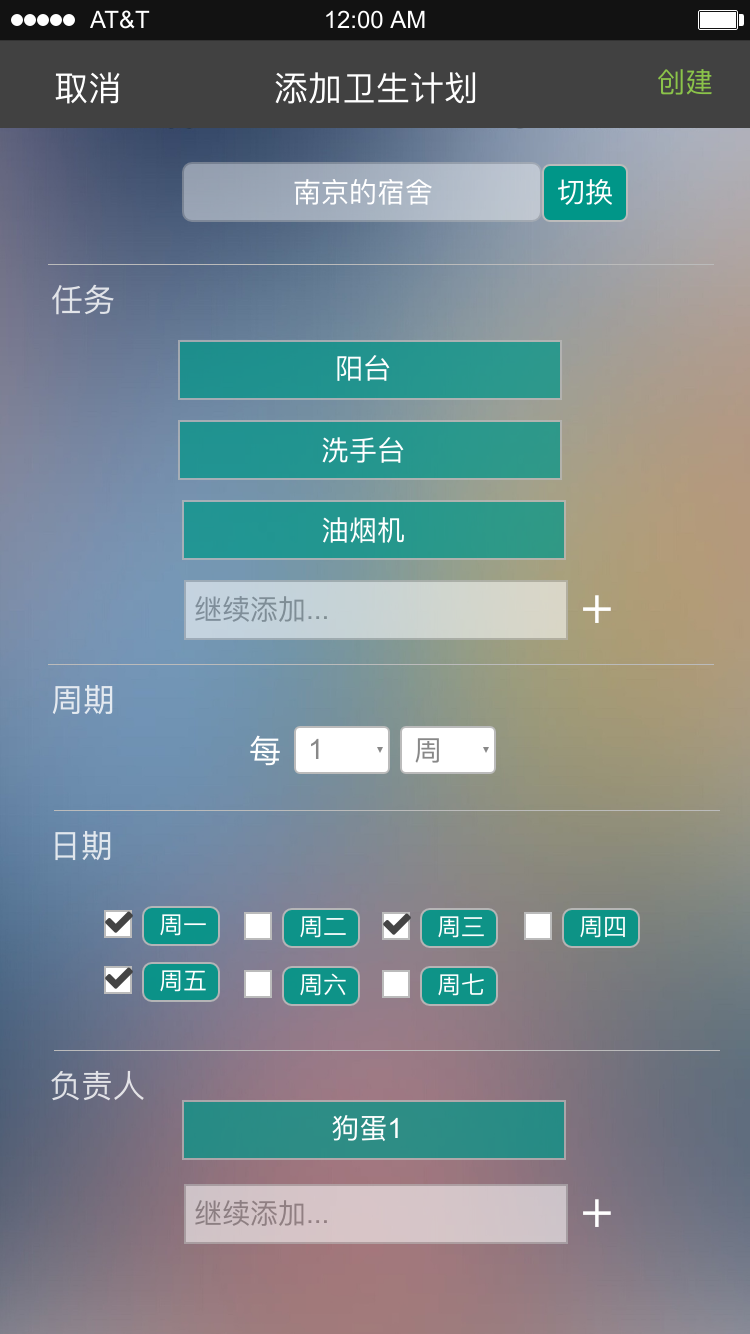 AT&T 12:00 AM
取消 添加卫生计划 创建
南京的宿舍 切换
任务
阳台
洗手台
油烟机
继续添加...
周期
每 1 周
日期
周一 周二 周三 周四
周五 周六 周七
负责人
狗蛋1
继续添加...